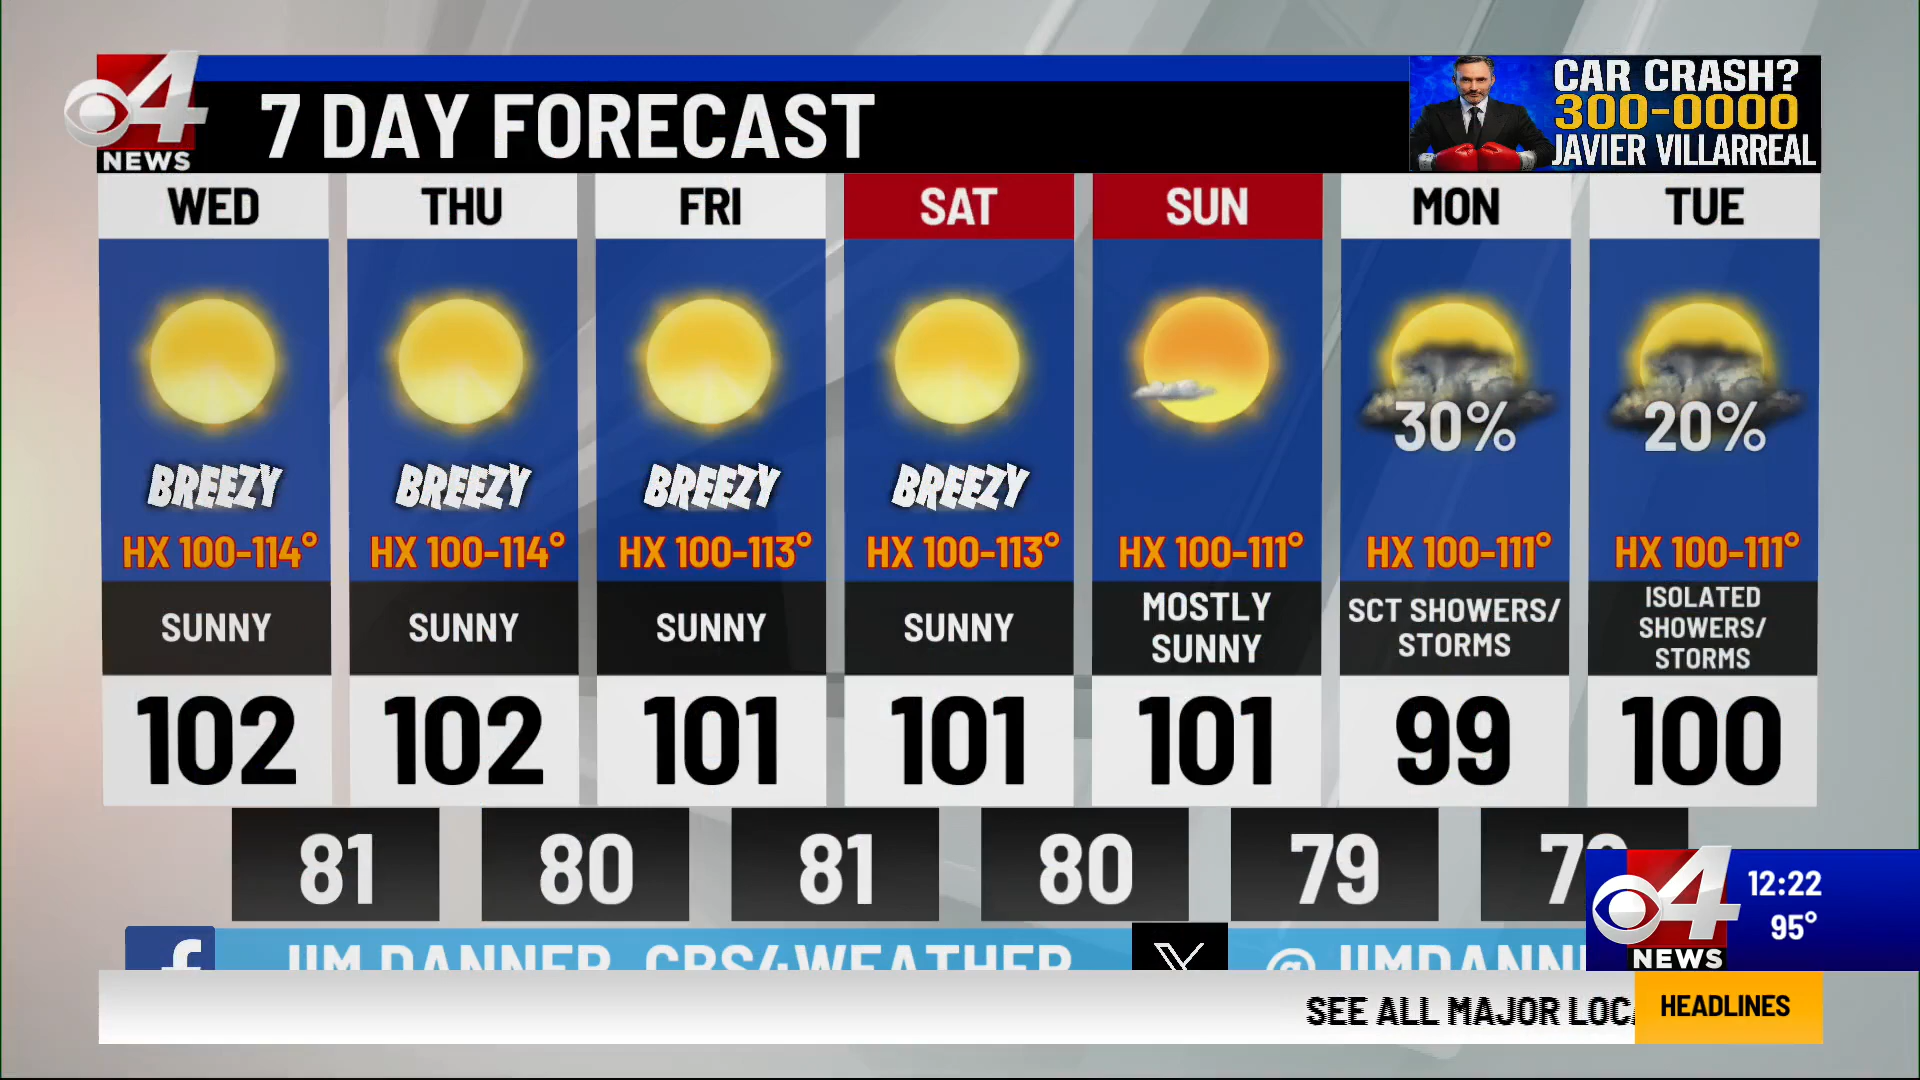 4
NEWS
7 DAY FORECAST
CAR CRASH?
300-0000
JAVIER VILLARREAL
WED THU FRI SAT SUN MON TUE
30% 20%
BREEZY BREEZY BREEZY BREEZY
HX 100-114° HX 100-114° HX 100-113° HX 100-113° HX 100-111° HX 100-111° HX 100-111°
SUNNY SUNNY SUNNY SUNNY
MOSTLY
SUNNY
SCT SHOWERS/
STORMS
ISOLATED
SHOWERS/
STORMS
102 102 101 101 101 99 100
81 80 81 80 79
JIM DANNER, CBS4WEATHER
4
NEWS
12:22
95°
SEE ALL MAJOR
HEADLINES